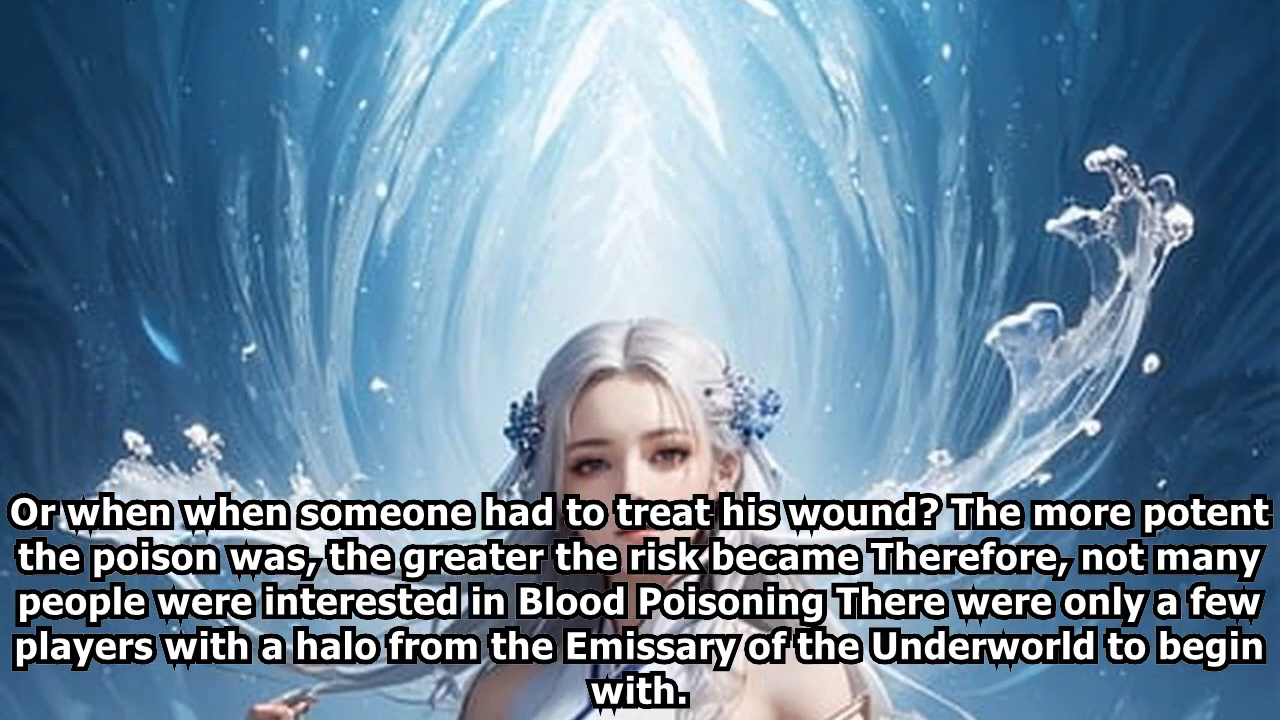 Or when when someone had to treat his wound? The more potent
the poison was, the greater the risk became Therefore, not many
people were interested in Blood Poisoning There were only a few
players with a halo from the Emissary of the Underworld to begin
with.